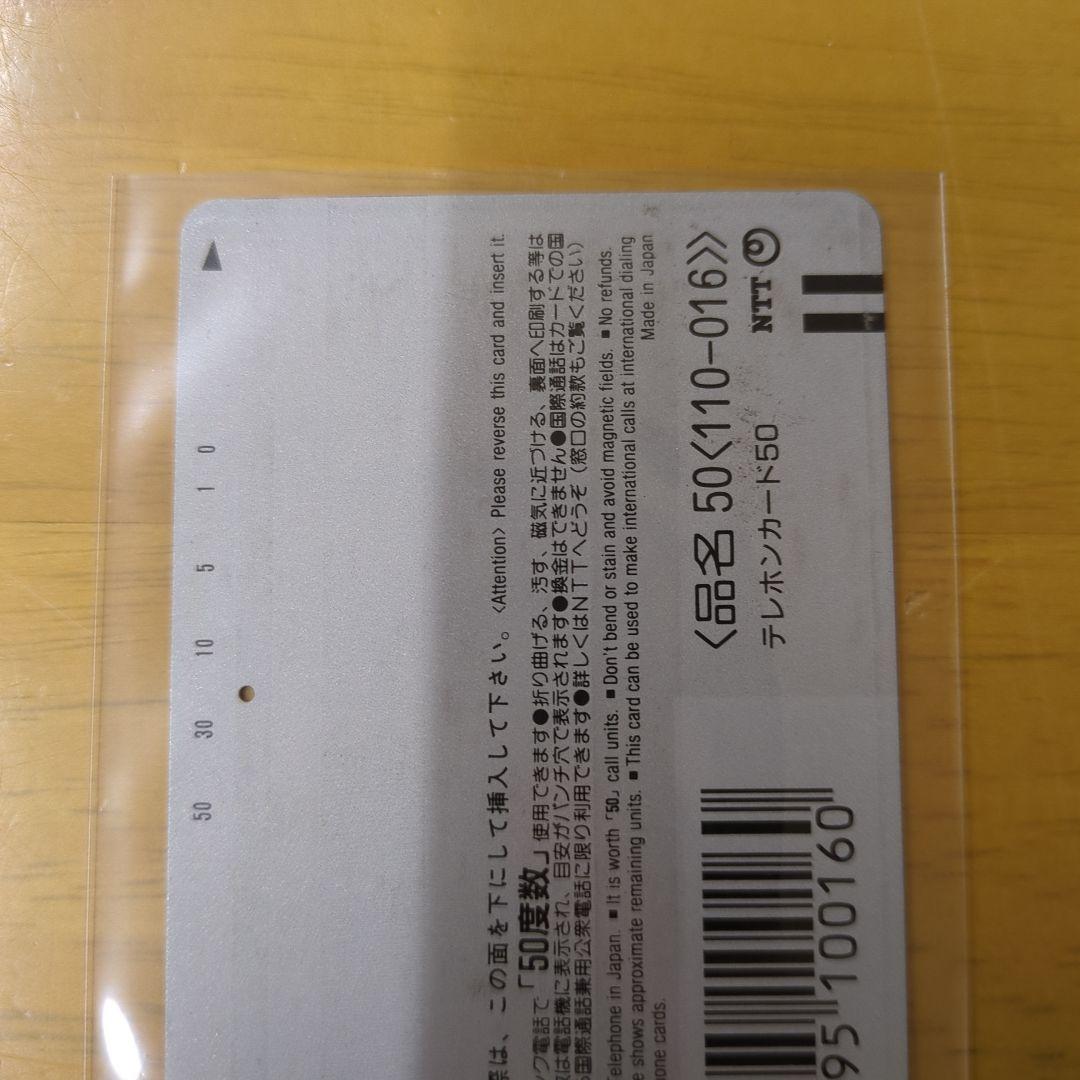 50 30 10 5 1 0
際は、この面を下にして挿入して下さい。〈Attention〉Please reverse this card and insert it.
ック電話で「50度数」使用できます●折り曲げる、汚す、磁気に近づける、裏面へ印刷する等は
数は電話機に表示され、目安がパンチ穴で表示されます●換金はできません●国際通話はカードでの国
国際通話兼用公衆電話に限り利用できます●詳しくはNTTへどうぞ（窓口の約款もご覧ください）
Telephone in Japan. ■It is worth「50」call units. ■Don't bend or stain and avoid magnetic fields. ■No refunds.
e shows approximate remaining units. ■This card can be used to make international calls at international dialing
one cards. Made in Japan
〈品名 50〈110-016〉〉
テレホンカード50
NTT
95 100160